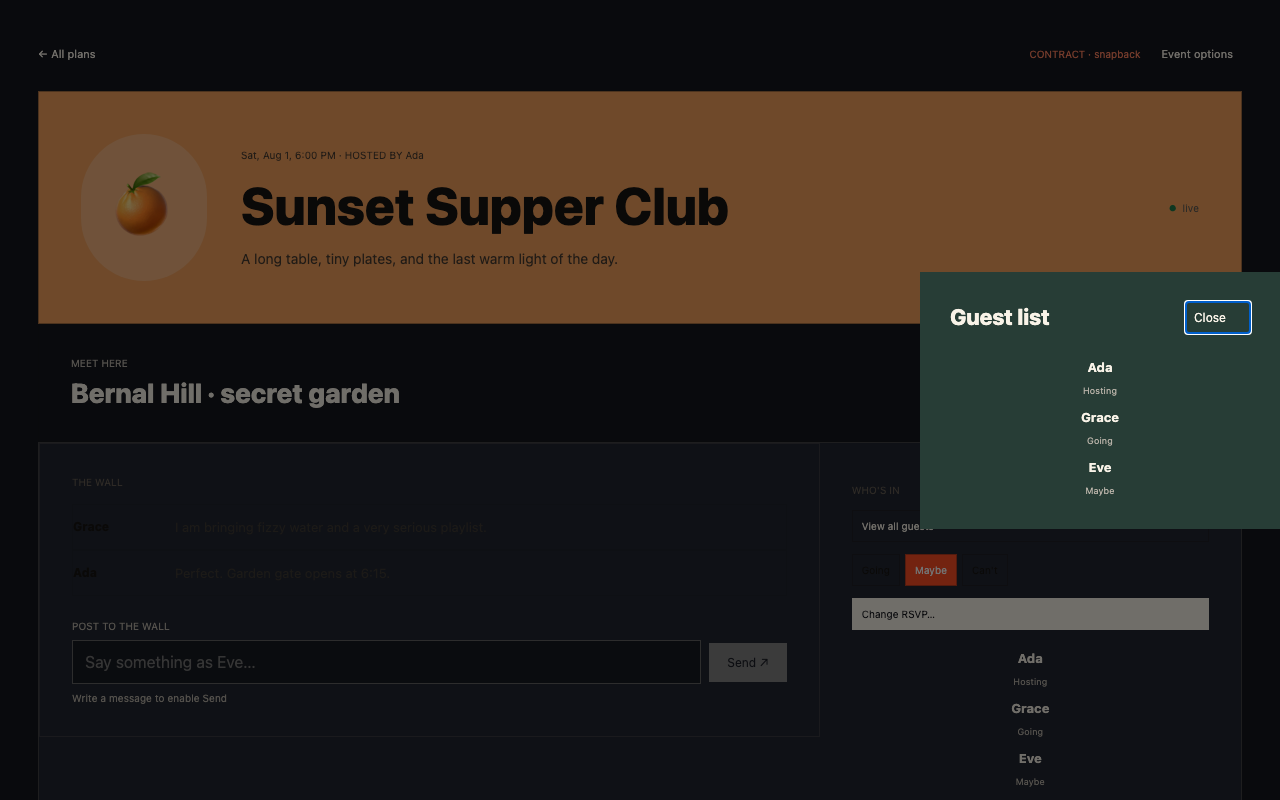 ← All plans
CONTRACT · snapback
Event options
Sat, Aug 1, 6:00 PM · HOSTED BY Ada
Sunset Supper Club
A long table, tiny plates, and the last warm light of the day.
live
Guest list
Close
Ada
Hosting
Grace
Going
Eve
Maybe
MEET HERE
Bernal Hill · secret garden
THE WALL
Grace
I am bringing fizzy water and a very serious playlist.
Ada
Perfect. Garden gate opens at 6:15.
POST TO THE WALL
Say something as Eve...
Send ↗
Write a message to enable Send
WHO'S IN
View all guests
Going
Maybe
Can't
Change RSVP...
Ada
Hosting
Grace
Going
Eve
Maybe